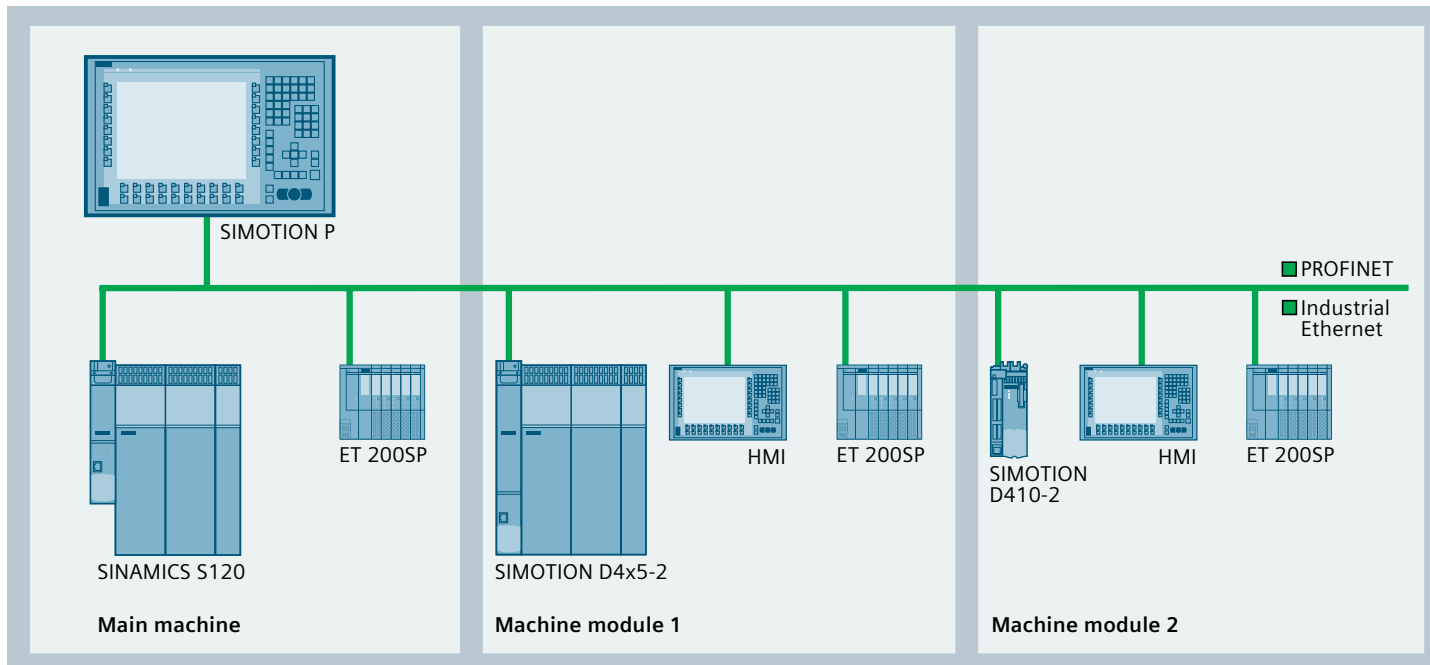 SIMOTION P
PROFINET
Industrial
Ethernet
ET 200SP
HMI
ET 200SP
SIMOTION
D410-2
HMI
ET 200SP
SINAMICS S120
SIMOTION D4x5-2
Main machine
Machine module 1
Machine module 2